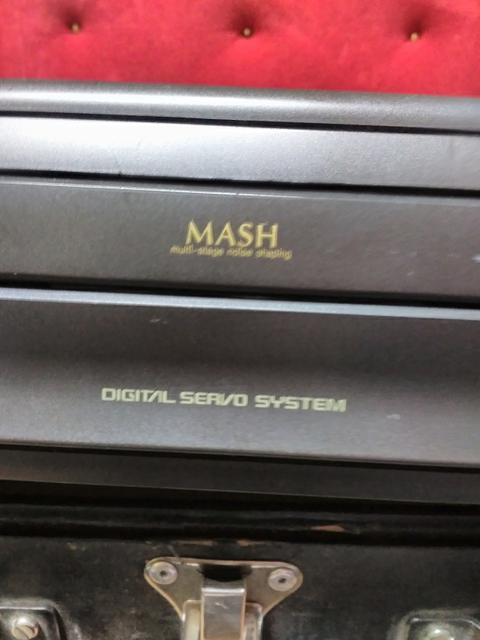 MASH
multi-stage noise shaping
DIGITAL SERVO SYSTEM